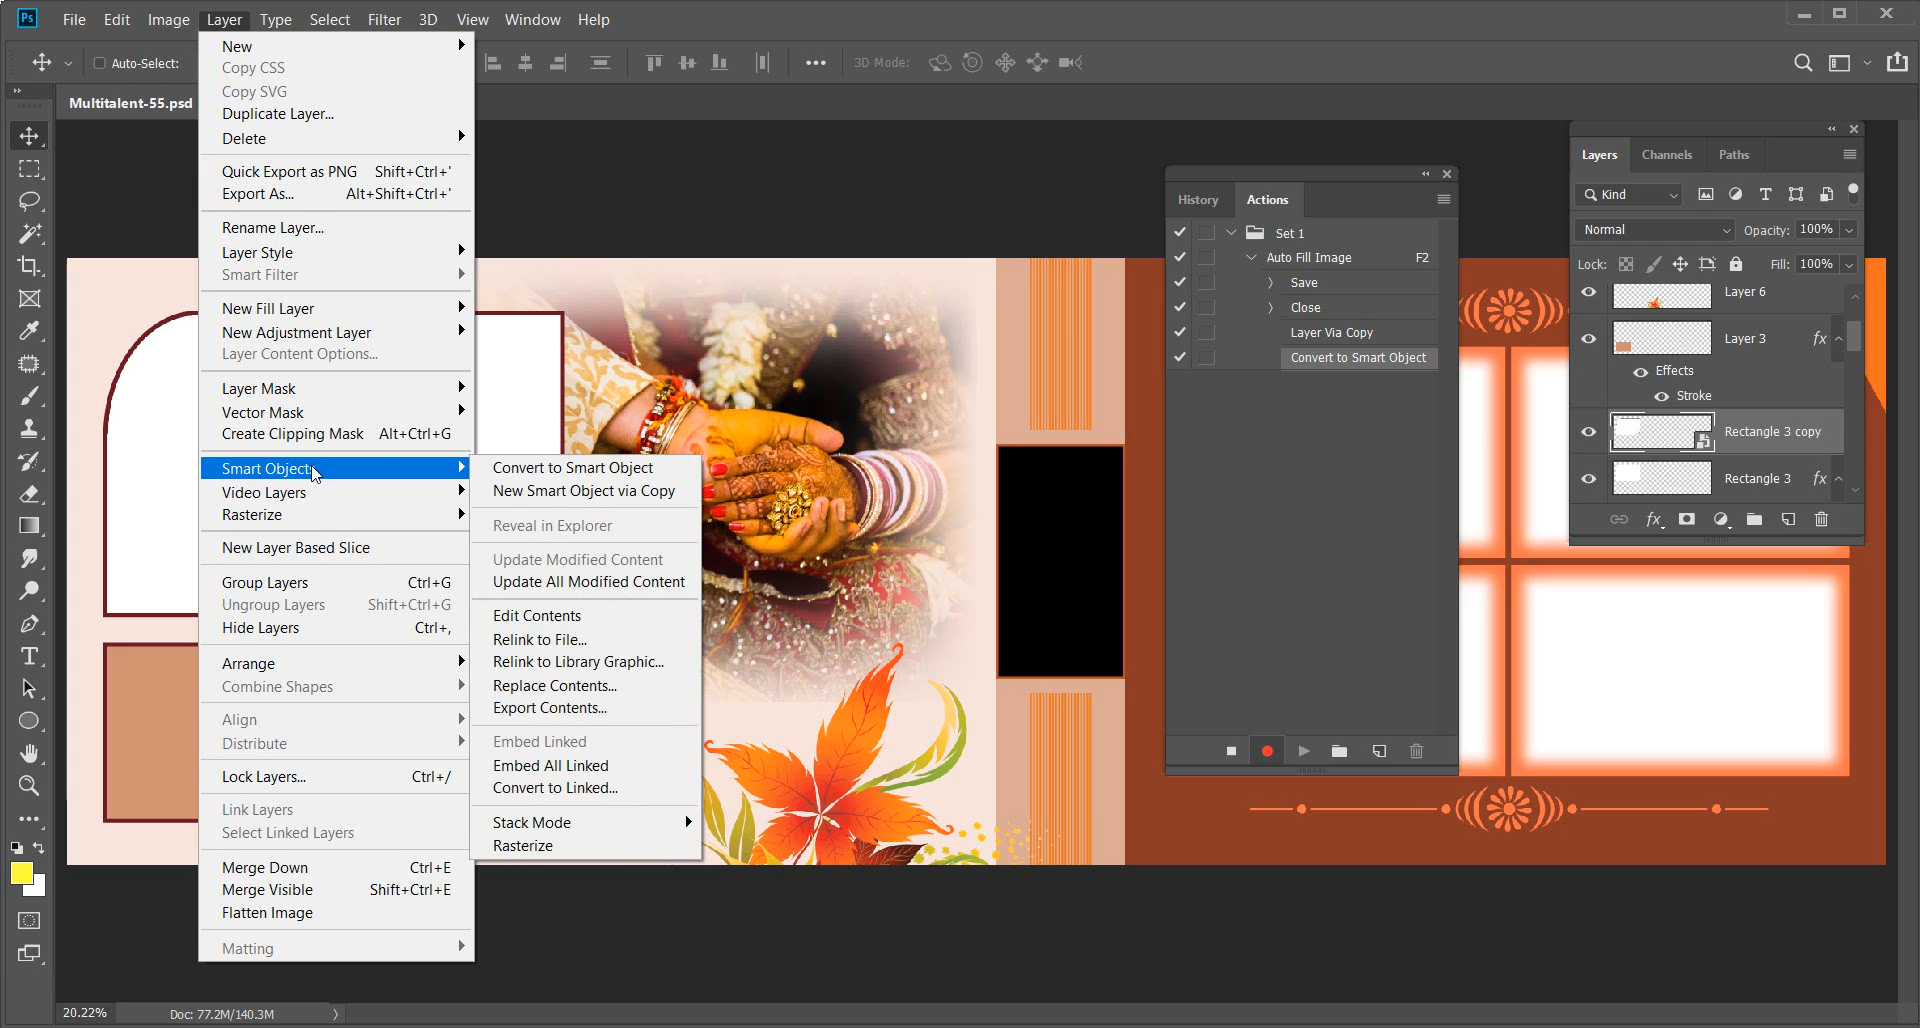 Ps File Edit Image Layer Type Select Filter 3D View Window Help
Auto-Select:
3D Mode:
Multitalent-55.psd
New
Copy CSS
Copy SVG
Duplicate Layer...
Delete
Quick Export as PNG Shift+Ctrl+'
Export As... Alt+Shift+Ctrl+'
Rename Layer...
Layer Style
Smart Filter
New Fill Layer
New Adjustment Layer
Layer Content Options...
Layer Mask
Vector Mask
Create Clipping Mask Alt+Ctrl+G
Smart Objects
Video Layers
Rasterize
New Layer Based Slice
Group Layers Ctrl+G
Ungroup Layers Shift+Ctrl+G
Hide Layers Ctrl+,
Arrange
Combine Shapes
Align
Distribute
Lock Layers... Ctrl+/
Link Layers
Select Linked Layers
Merge Down Ctrl+E
Merge Visible Shift+Ctrl+E
Flatten Image
Matting
Convert to Smart Object
New Smart Object via Copy
Reveal in Explorer
Update Modified Content
Update All Modified Content
Edit Contents
Relink to File...
Relink to Library Graphic...
Replace Contents...
Export Contents...
Embed Linked
Embed All Linked
Convert to Linked...
Stack Mode
Rasterize
History Actions
Set 1
Auto Fill Image F2
Save
Close
Layer Via Copy
Convert to Smart Object
Layers Channels Paths
Kind
Normal Opacity: 100%
Lock: Fill: 100%
Layer 6
Layer 3 fx
Effects
Stroke
Rectangle 3 copy
Rectangle 3 fx
fx
20.22% Doc: 77.2M/140.3M